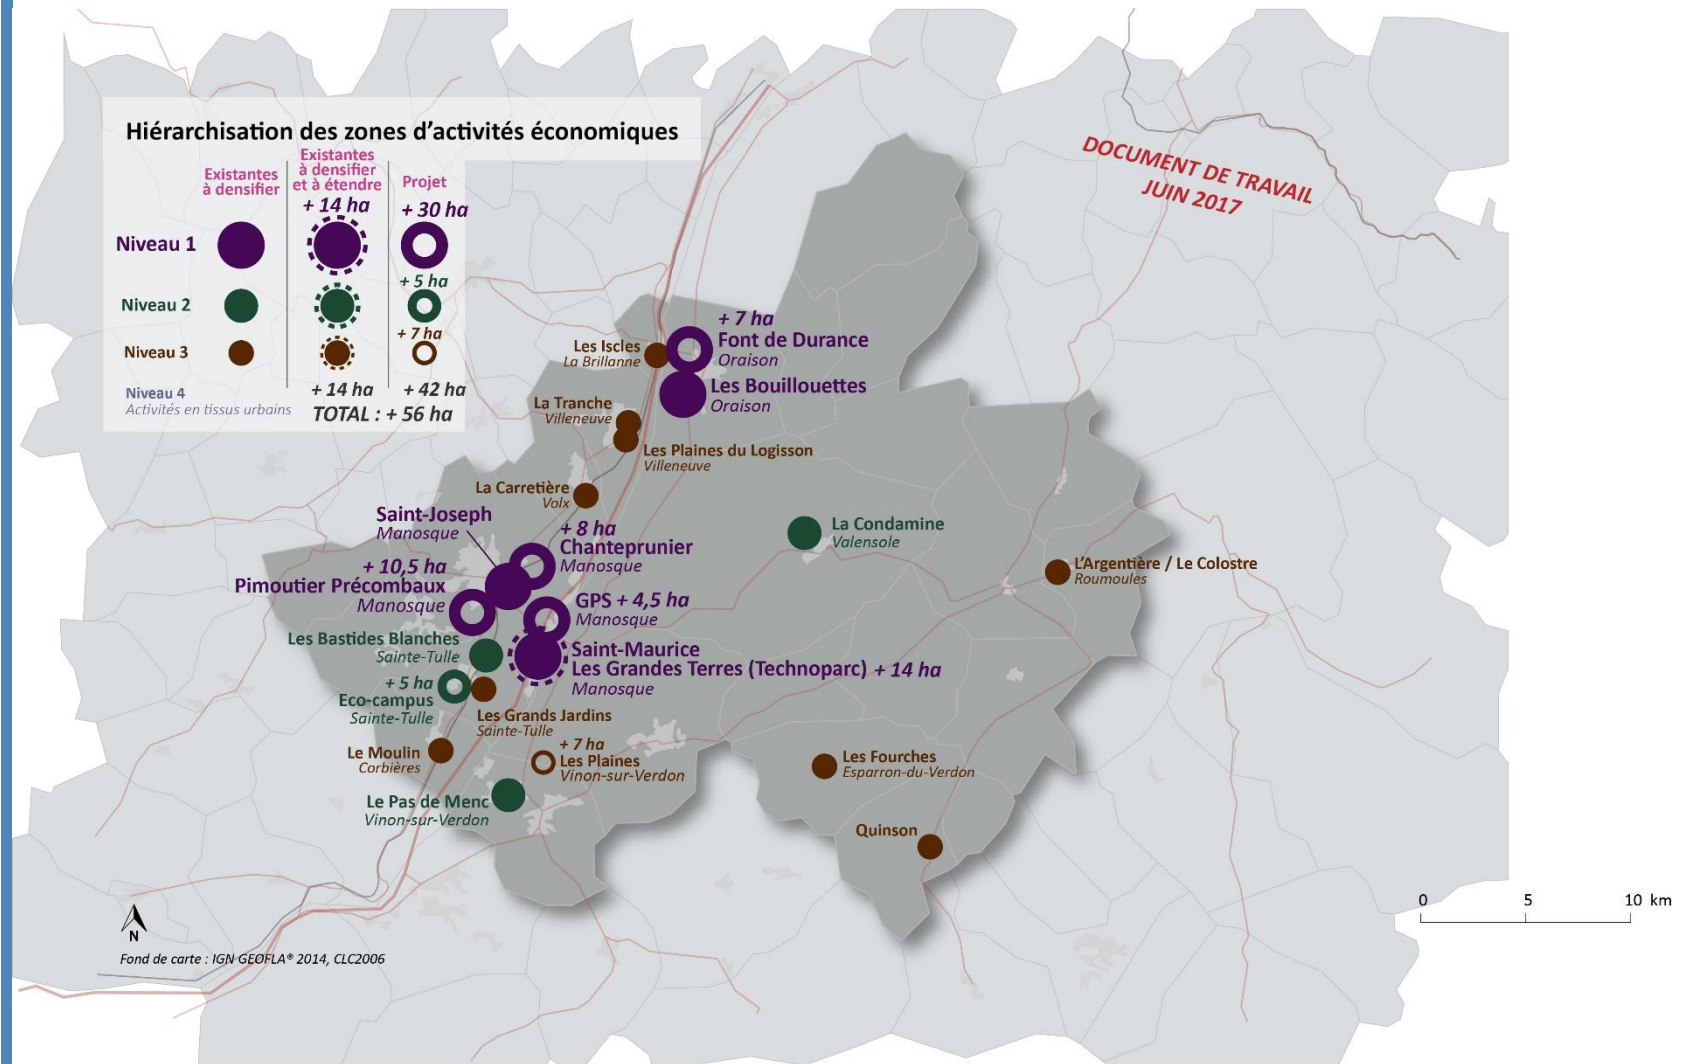 Hiérarchisation des zones d'activités économiques
Existantes
à densifier
Existantes
à densifier
et à étendre
Projet
+ 14 ha
+ 30 ha
Niveau 1
+ 5 ha
Niveau 2
+ 7 ha
Niveau 3
Niveau 4
Activités en tissus urbains
+ 14 ha
+ 42 ha
TOTAL : + 56 ha
DOCUMENT DE TRAVAIL
JUIN 2017
+ 7 ha
Font de Durance
Oraison
Les Iscles
La Brillanne
Les Bouillouettes
Oraison
La Tranche
Villeneuve
Les Plaines du Logisson
Villeneuve
La Carretière
Volx
Saint-Joseph
Manosque
+ 8 ha
Chanteprunier
Manosque
La Condamine
Valensole
+ 10,5 ha
Pimoutier Précombaux
Manosque
L'Argentière / Le Colostre
Roumoules
GPS + 4,5 ha
Manosque
Les Bastides Blanches
Sainte-Tulle
Saint-Maurice
Les Grandes Terres (Technoparc) + 14 ha
Manosque
+ 5 ha
Eco-campus
Sainte-Tulle
Les Grands Jardins
Sainte-Tulle
Le Moulin
Corbières
+ 7 ha
Les Plaines
Vinon-sur-Verdon
Les Fourches
Esparron-du-Verdon
Le Pas de Menc
Vinon-sur-Verdon
Quinson
0 5 10 km
N
Fond de carte : IGN GEOFLA® 2014, CLC2006